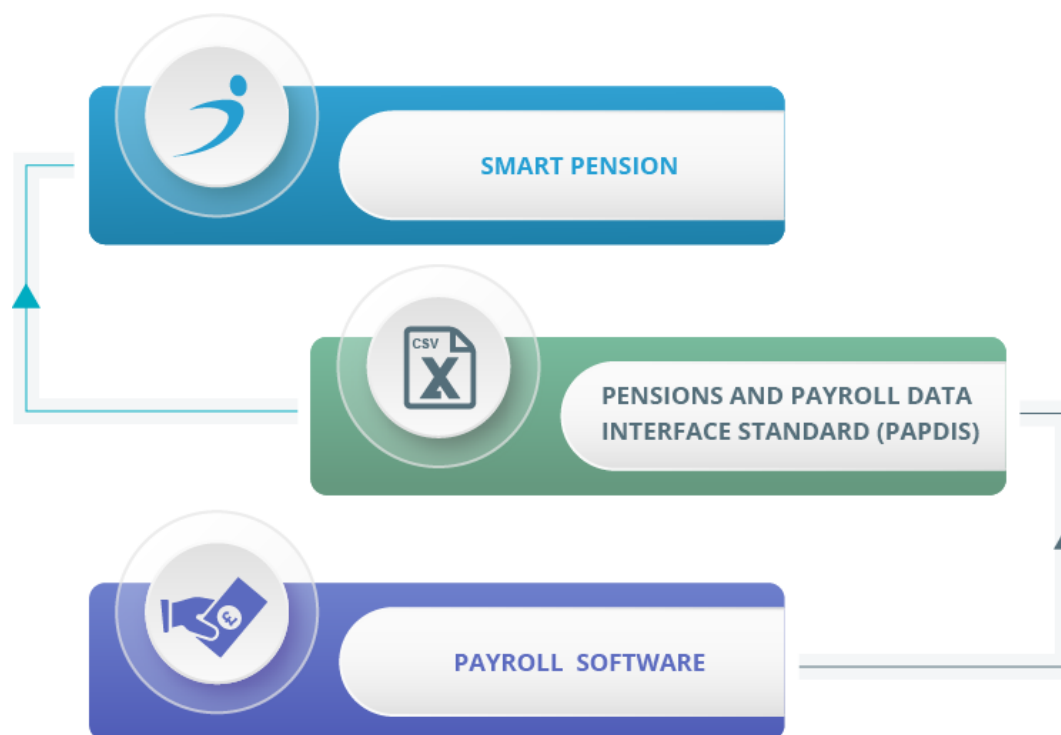 SMART PENSION
CSV
X
PENSIONS AND PAYROLL DATA
INTERFACE STANDARD (PAPDIS)
£
PAYROLL SOFTWARE